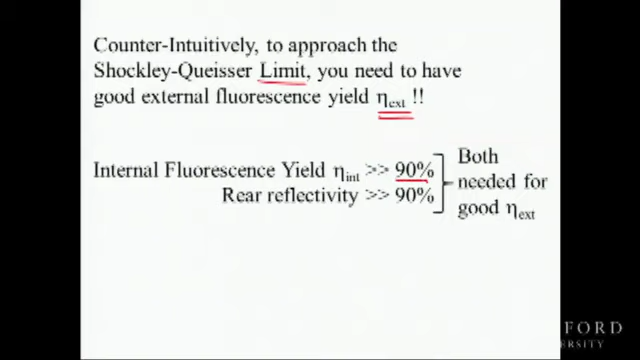 Counter-Intuitively, to approach the
Shockley-Queisser Limit, you need to have
good external fluorescence yield ηext !!
Internal Fluorescence Yield ηint >> 90%
Rear reflectivity >> 90%
Both
needed for
good ηext
FORD
ERSITY